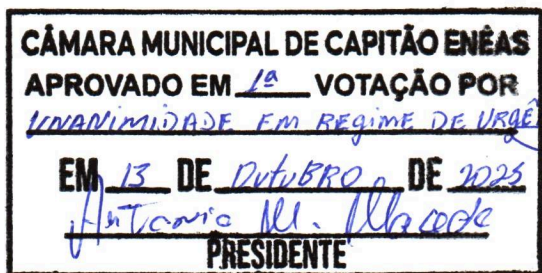 CÂMARA MUNICIPAL DE CAPITÃO ENÉAS
APROVADO EM 1ª VOTAÇÃO POR
UNANIMIDADE EM REGIME DE URGÊ
EM 13 DE OutuBRO DE 2025
Antonio M. Macede
PRESIDENTE